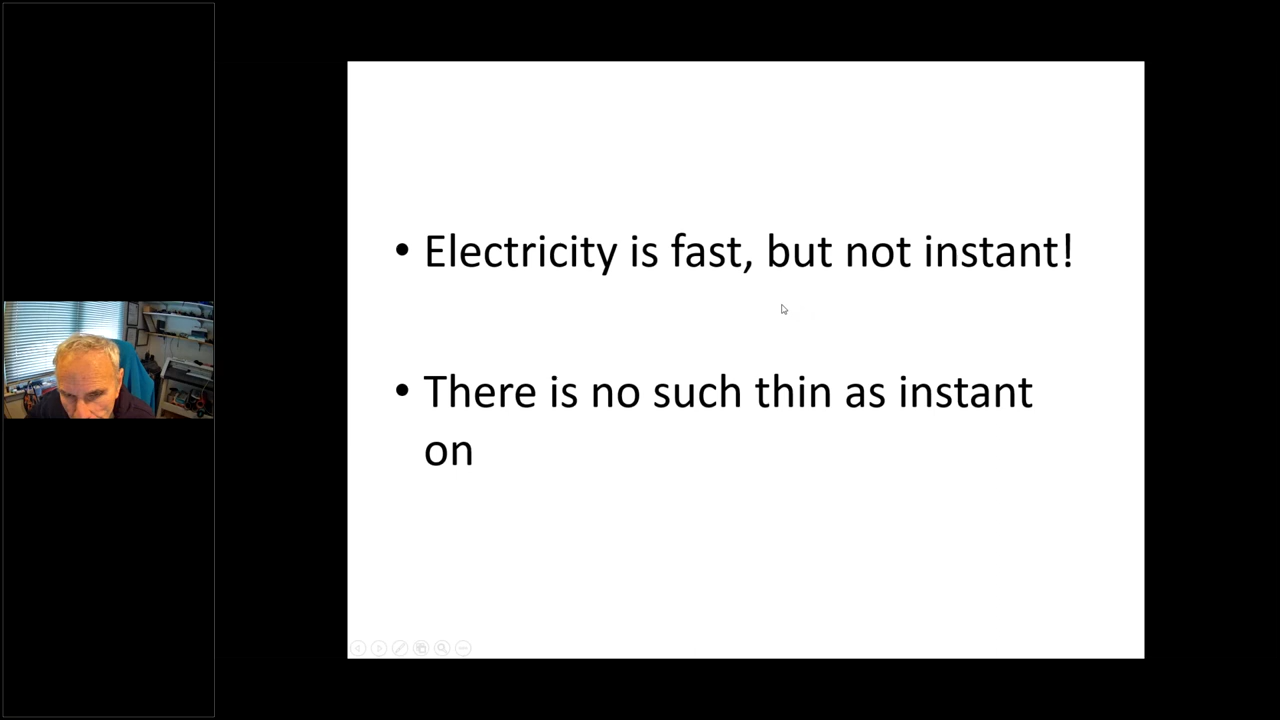 • Electricity is fast, but not instant!
• There is no such thin as instant
on